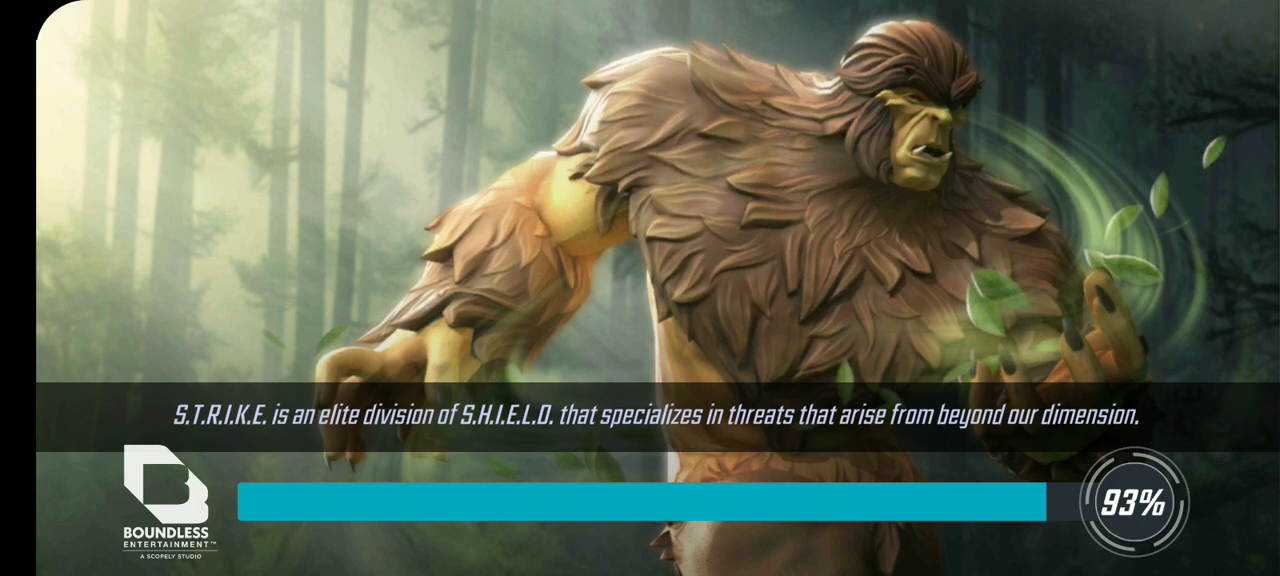 S.T.R.I.K.E. is an elite division of S.H.I.E.L.D. that specializes in threats that arise from beyond our dimension.
93%
BOUNDLESS
ENTERTAINMENT™
A SCOPELY STUDIO